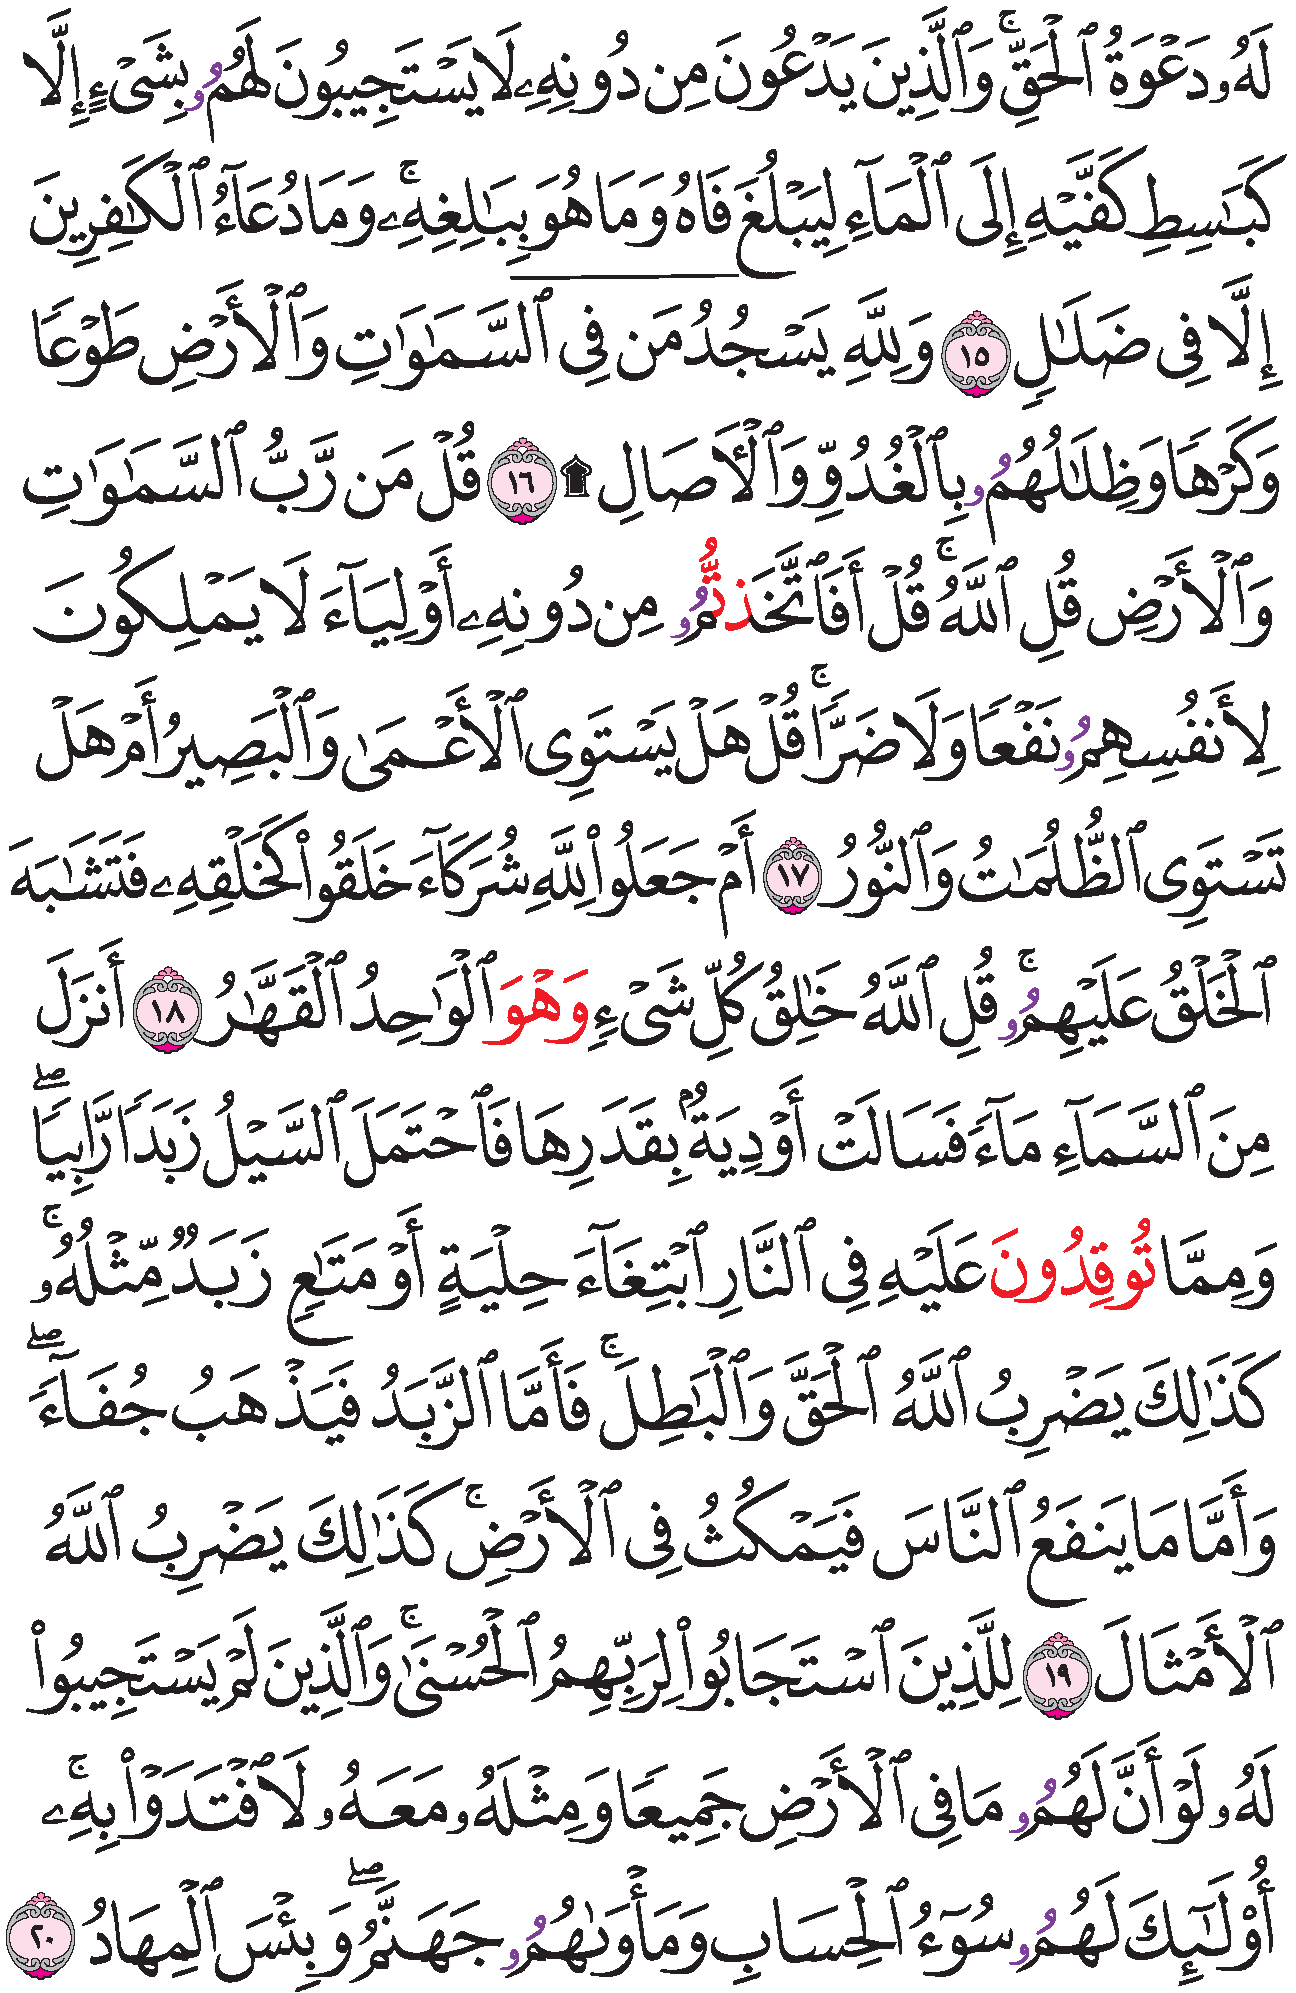 لَهُۥ دَعۡوَةُ ٱلۡحَقِّۚ وَٱلَّذِينَ يَدۡعُونَ مِن دُونِهِۦ لَا يَسۡتَجِيبُونَ لَهُمُۥ بِشَيۡءٍ إِلَّا
كَبَٰسِطِ كَفَّيۡهِ إِلَى ٱلۡمَآءِ لِيَبۡلُغَ فَاهُ وَمَا هُوَ بِبَٰلِغِهِۦۚ وَمَا دُعَآءُ ٱلۡكَٰفِرِينَ
إِلَّا فِي ضَلَٰلٖ ١٥ وَلِلَّهِ يَسۡجُدُ مَن فِي ٱلسَّمَٰوَٰتِ وَٱلۡأَرۡضِ طَوۡعٗا
وَكَرۡهٗا وَظِلَٰلُهُمُۥ بِٱلۡغُدُوِّ وَٱلۡأٓصَالِ ۩ ١٦ قُلۡ مَن رَّبُّ ٱلسَّمَٰوَٰتِ
وَٱلۡأَرۡضِ قُلِ ٱللَّهُۚ قُلۡ أَفَٱتَّخَذتُّمُۥ مِن دُونِهِۦٓ أَوۡلِيَآءَ لَا يَمۡلِكُونَ
لِأَنفُسِهِمُۥ نَفۡعٗا وَلَا ضَرّٗاۚ قُلۡ هَلۡ يَسۡتَوِي ٱلۡأَعۡمَىٰ وَٱلۡبَصِيرُ أَمۡ هَلۡ
تَسۡتَوِي ٱلظُّلُمَٰتُ وَٱلنُّورُ ١٧ أَمۡ جَعَلُواْ لِلَّهِ شُرَكَآءَ خَلَقُواْ كَخَلۡقِهِۦ فَتَشَٰبَهَ
ٱلۡخَلۡقُ عَلَيۡهِمُۥۚ قُلِ ٱللَّهُ خَٰلِقُ كُلِّ شَيۡءٖ وَهۡوَ ٱلۡوَٰحِدُ ٱلۡقَهَّٰرُ ١٨ أَنزَلَ
مِنَ ٱلسَّمَآءِ مَآءٗ فَسَالَتۡ أَوۡدِيَةُۢ بِقَدَرِهَا فَٱحۡتَمَلَ ٱلسَّيۡلُ زَبَدٗا رَّابِيٗاۖ
وَمِمَّا تُوقِدُونَ عَلَيۡهِ فِي ٱلنَّارِ ٱبۡتِغَآءَ حِلۡيَةٍ أَوۡ مَتَٰعٖ زَبَدٞ مِّثۡلُهُۥۚ
كَذَٰلِكَ يَضۡرِبُ ٱللَّهُ ٱلۡحَقَّ وَٱلۡبَٰطِلَۚ فَأَمَّا ٱلزَّبَدُ فَيَذۡهَبُ جُفَآءٗۖ
وَأَمَّا مَا يَنفَعُ ٱلنَّاسَ فَيَمۡكُثُ فِي ٱلۡأَرۡضِۚ كَذَٰلِكَ يَضۡرِبُ ٱللَّهُ
ٱلۡأَمۡثَالَ ١٩ لِلَّذِينَ ٱسۡتَجَابُواْ لِرَبِّهِمُ ٱلۡحُسۡنَىٰۚ وَٱلَّذِينَ لَمۡ يَسۡتَجِيبُواْ
لَهُۥ لَوۡ أَنَّ لَهُمُۥ مَا فِي ٱلۡأَرۡضِ جَمِيعٗا وَمِثۡلَهُۥ مَعَهُۥ لَٱفۡتَدَوۡاْ بِهِۦۚ
أُوْلَٰٓئِكَ لَهُمُۥ سُوٓءُ ٱلۡحِسَابِ وَمَأۡوَىٰهُمُۥ جَهَنَّمُۖ وَبِئۡسَ ٱلۡمِهَادُ ٢٠